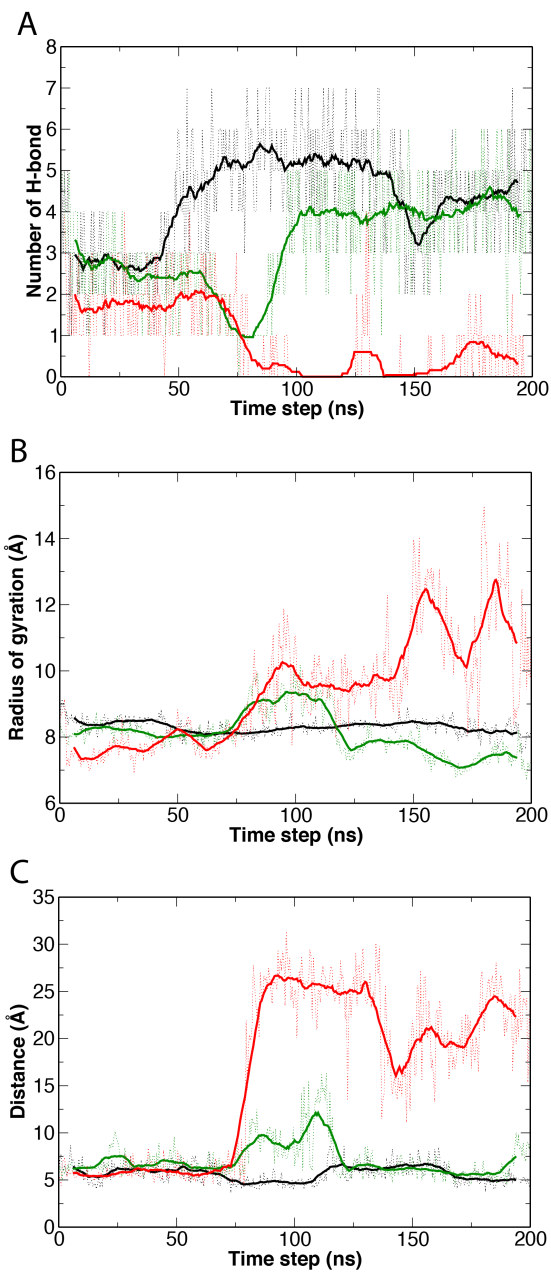 A
8
7
6
5
4
3
2
1
0
Number of H-bond
0 50 100 150 200
Time step (ns)
B
16
14
12
10
8
6
Radius of gyration (Å)
0 50 100 150 200
Time step (ns)
C
35
30
25
20
15
10
5
0
Distance (Å)
0 50 100 150 200
Time step (ns)